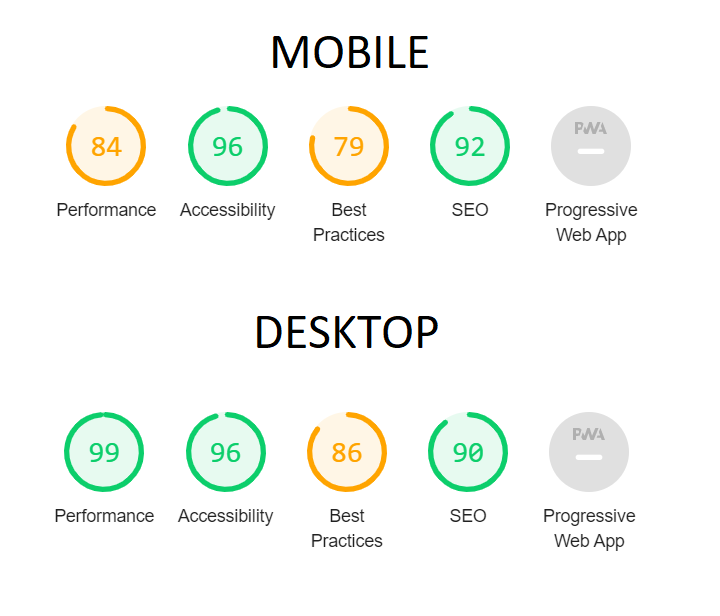 MOBILE
84 96 79 92 PWA
Performance Accessibility Best Practices SEO Progressive Web App
DESKTOP
99 96 86 90 PWA
Performance Accessibility Best Practices SEO Progressive Web App